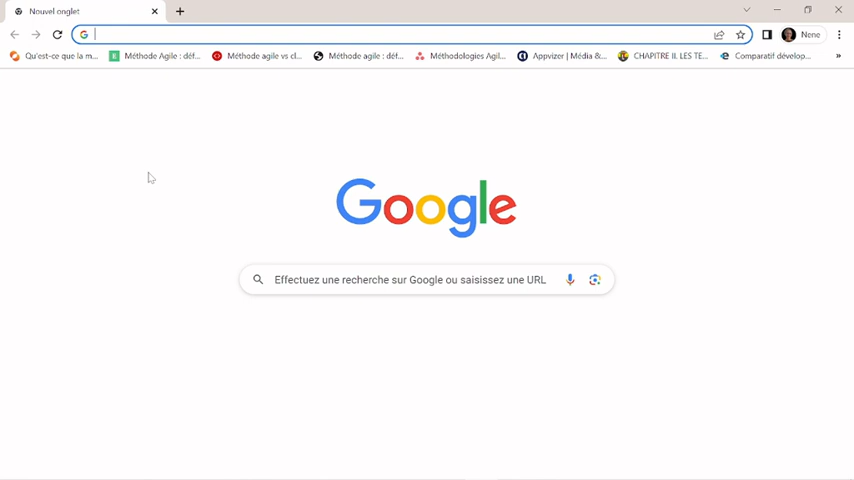 Nouvel onglet
Nene
Qu'est-ce que la m...
Méthode Agile : déf...
Méthode agile vs cl...
Méthode agile : déf...
Méthodologies Agil...
Appvizer | Média &...
CHAPITRE II. LES TE...
Comparatif dévelop...
Google
Effectuez une recherche sur Google ou saisissez une URL